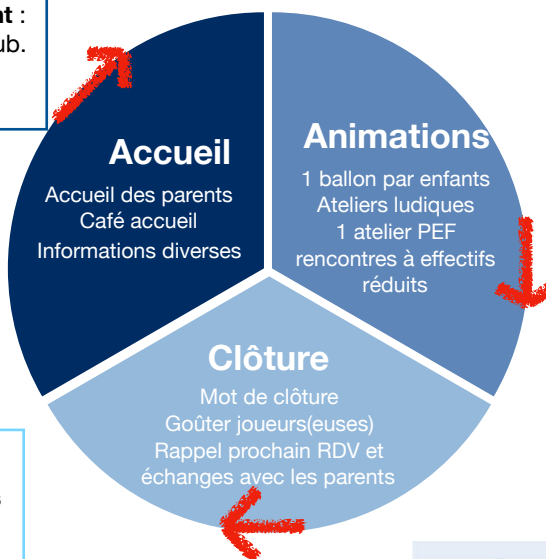 nt :
ub.
Accueil
Accueil des parents
Café accueil
Informations diverses
Animations
1 ballon par enfants
Ateliers ludiques
1 atelier PEF
rencontres à effectifs
réduits
Clôture
Mot de clôture
Goûter joueurs(euses)
Rappel prochain RDV et
échanges avec les parents
s